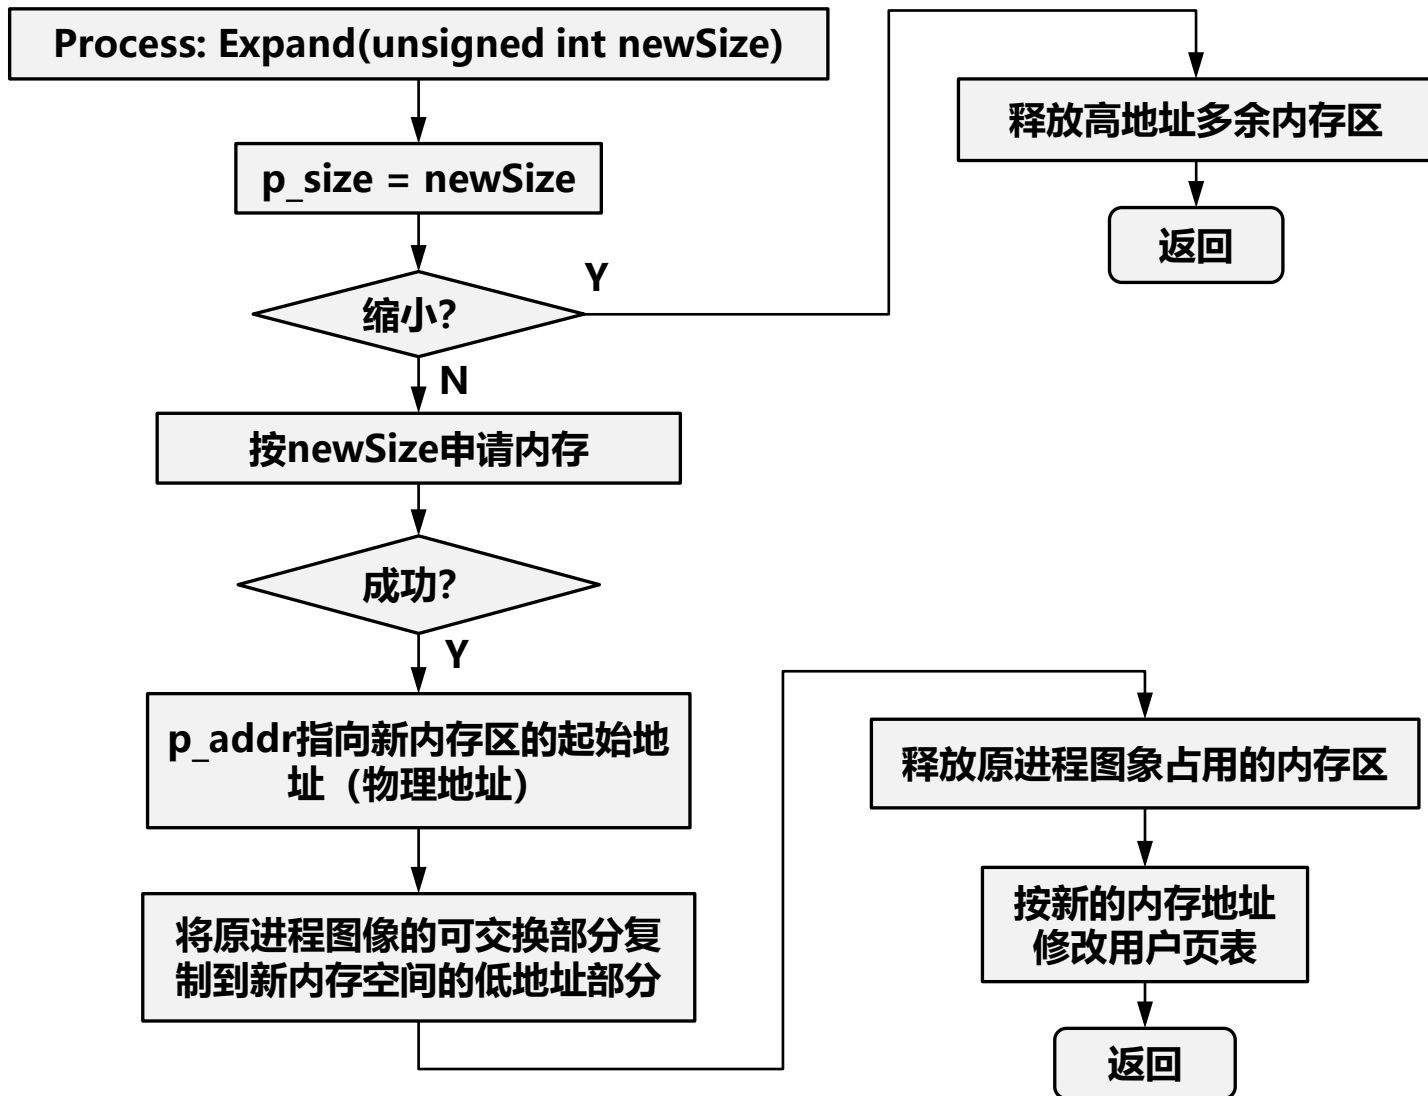 Process: Expand(unsigned int newSize)
p_size = newSize
缩小?
Y
释放高地址多余内存区
返回
N
按newSize申请内存
成功?
Y
p_addr指向新内存区的起始地
址（物理地址）
将原进程图像的可交换部分复
制到新内存空间的低地址部分
释放原进程图象占用的内存区
按新的内存地址
修改用户页表
返回